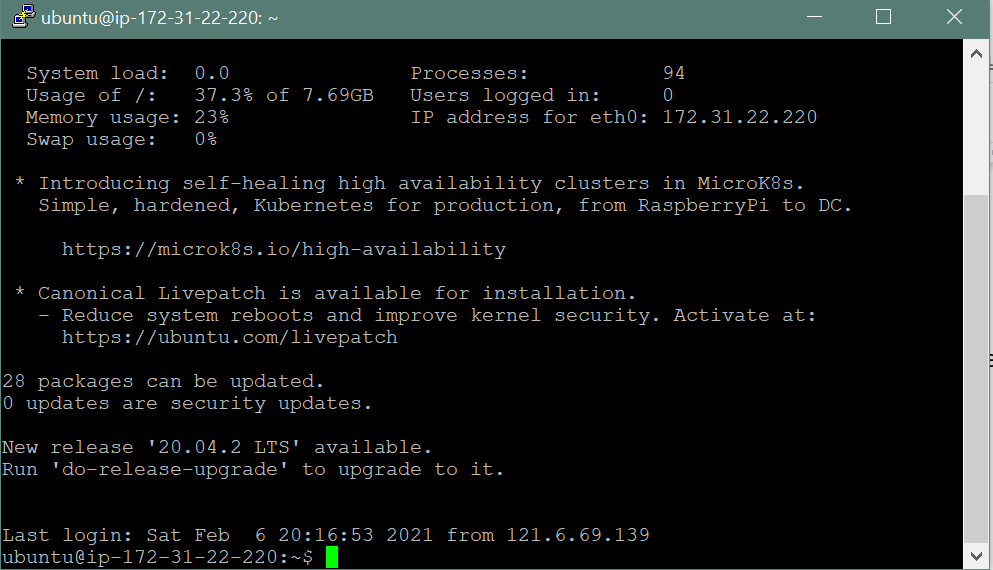 ubuntu@ip-172-31-22-220: ~
System load:  0.0               Processes:           94
Usage of /:   37.3% of 7.69GB   Users logged in:     0
Memory usage: 23%               IP address for eth0: 172.31.22.220
Swap usage:   0%
* Introducing self-healing high availability clusters in MicroK8s.
Simple, hardened, Kubernetes for production, from RaspberryPi to DC.
https://microk8s.io/high-availability
* Canonical Livepatch is available for installation.
- Reduce system reboots and improve kernel security. Activate at:
https://ubuntu.com/livepatch
28 packages can be updated.
0 updates are security updates.
New release '20.04.2 LTS' available.
Run 'do-release-upgrade' to upgrade to it.
Last login: Sat Feb  6 20:16:53 2021 from 121.6.69.139
ubuntu@ip-172-31-22-220:~$